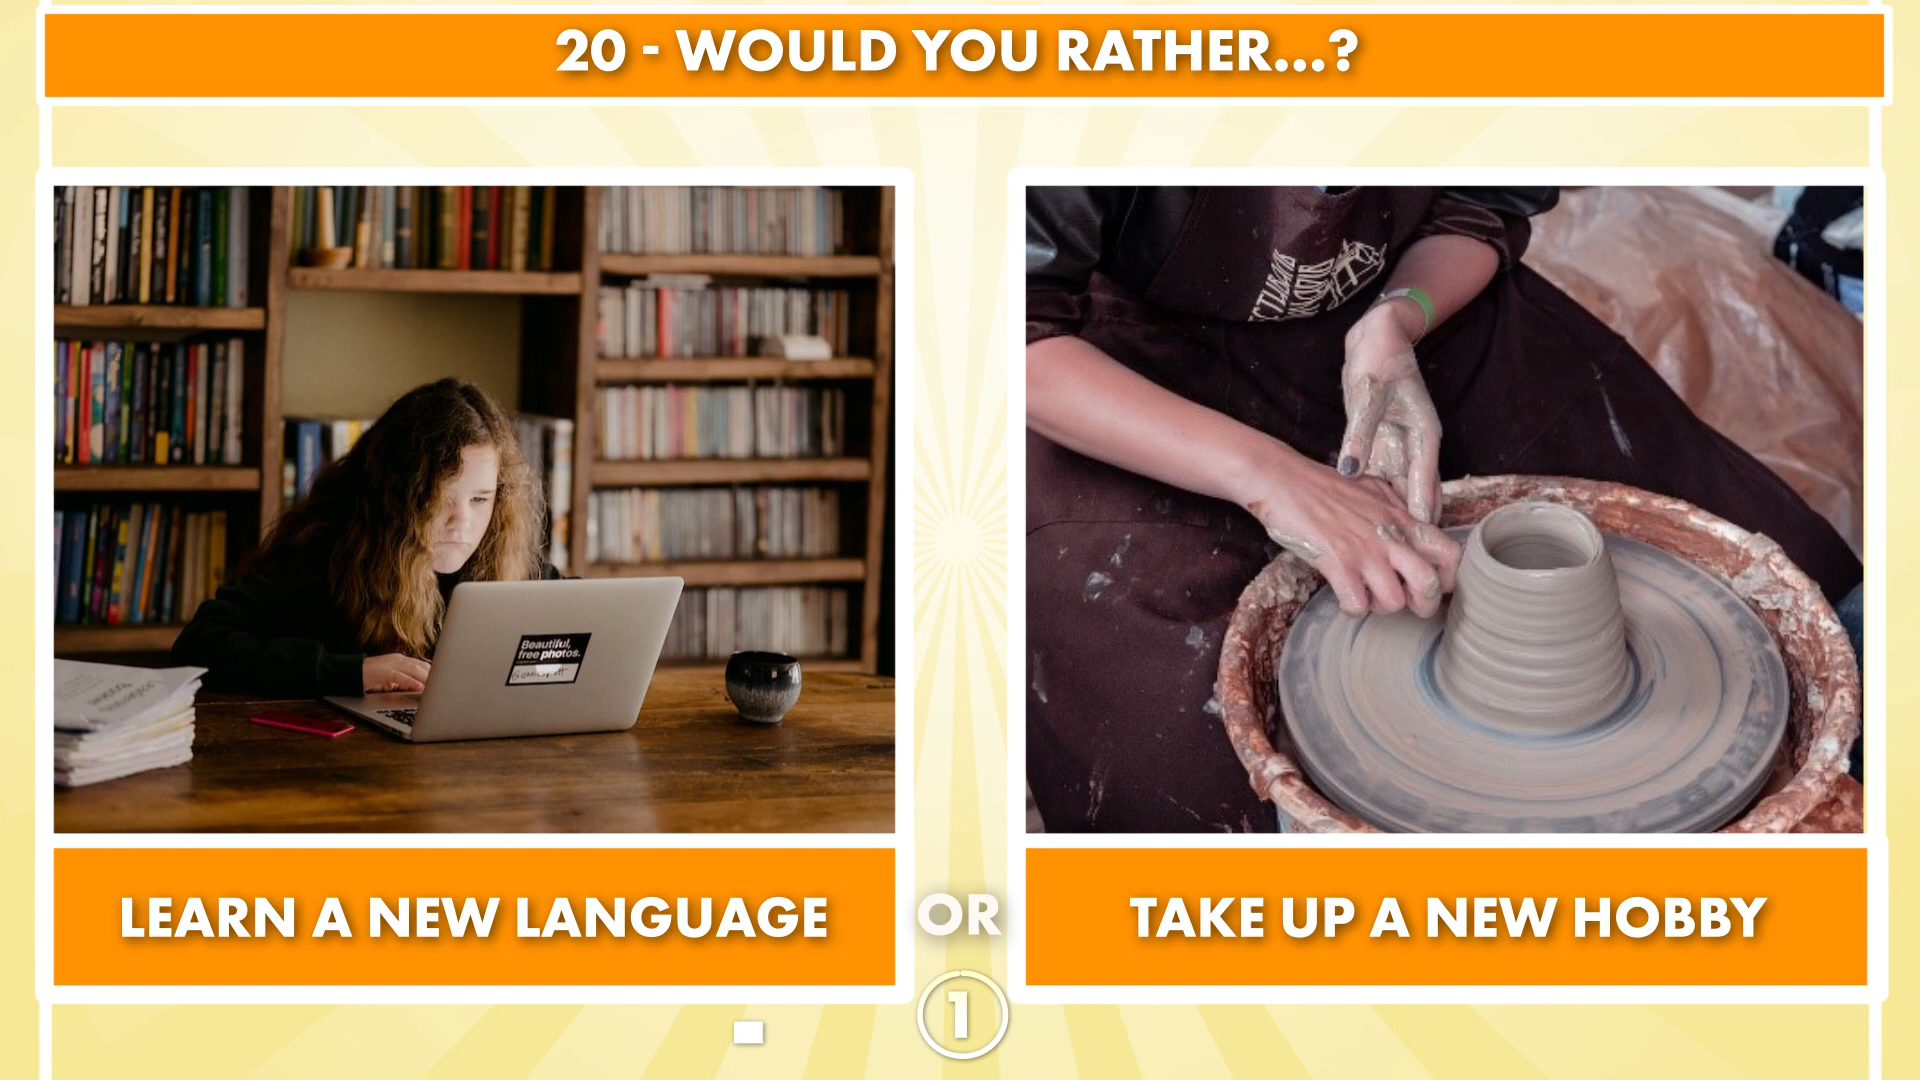 20 - WOULD YOU RATHER...?
Beautiful,
free photos.
LEARN A NEW LANGUAGE
OR
TAKE UP A NEW HOBBY
1